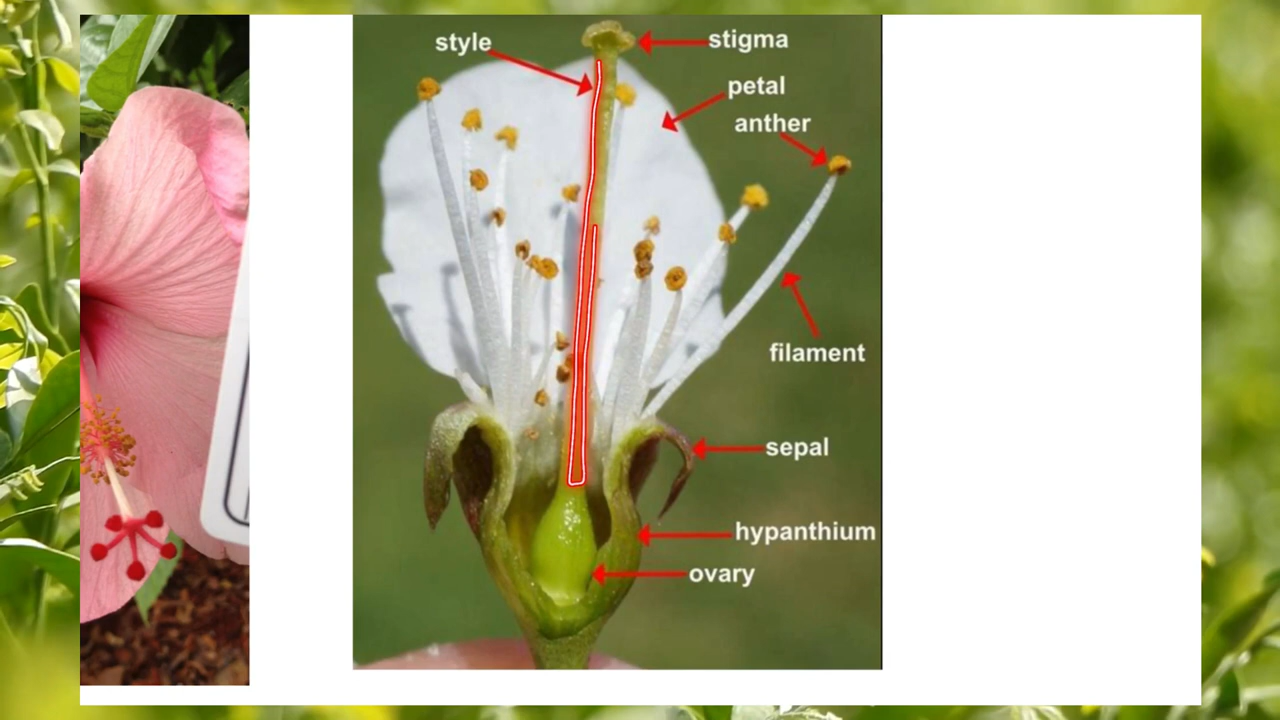 style
stigma
petal
anther
filament
sepal
hypanthium
ovary